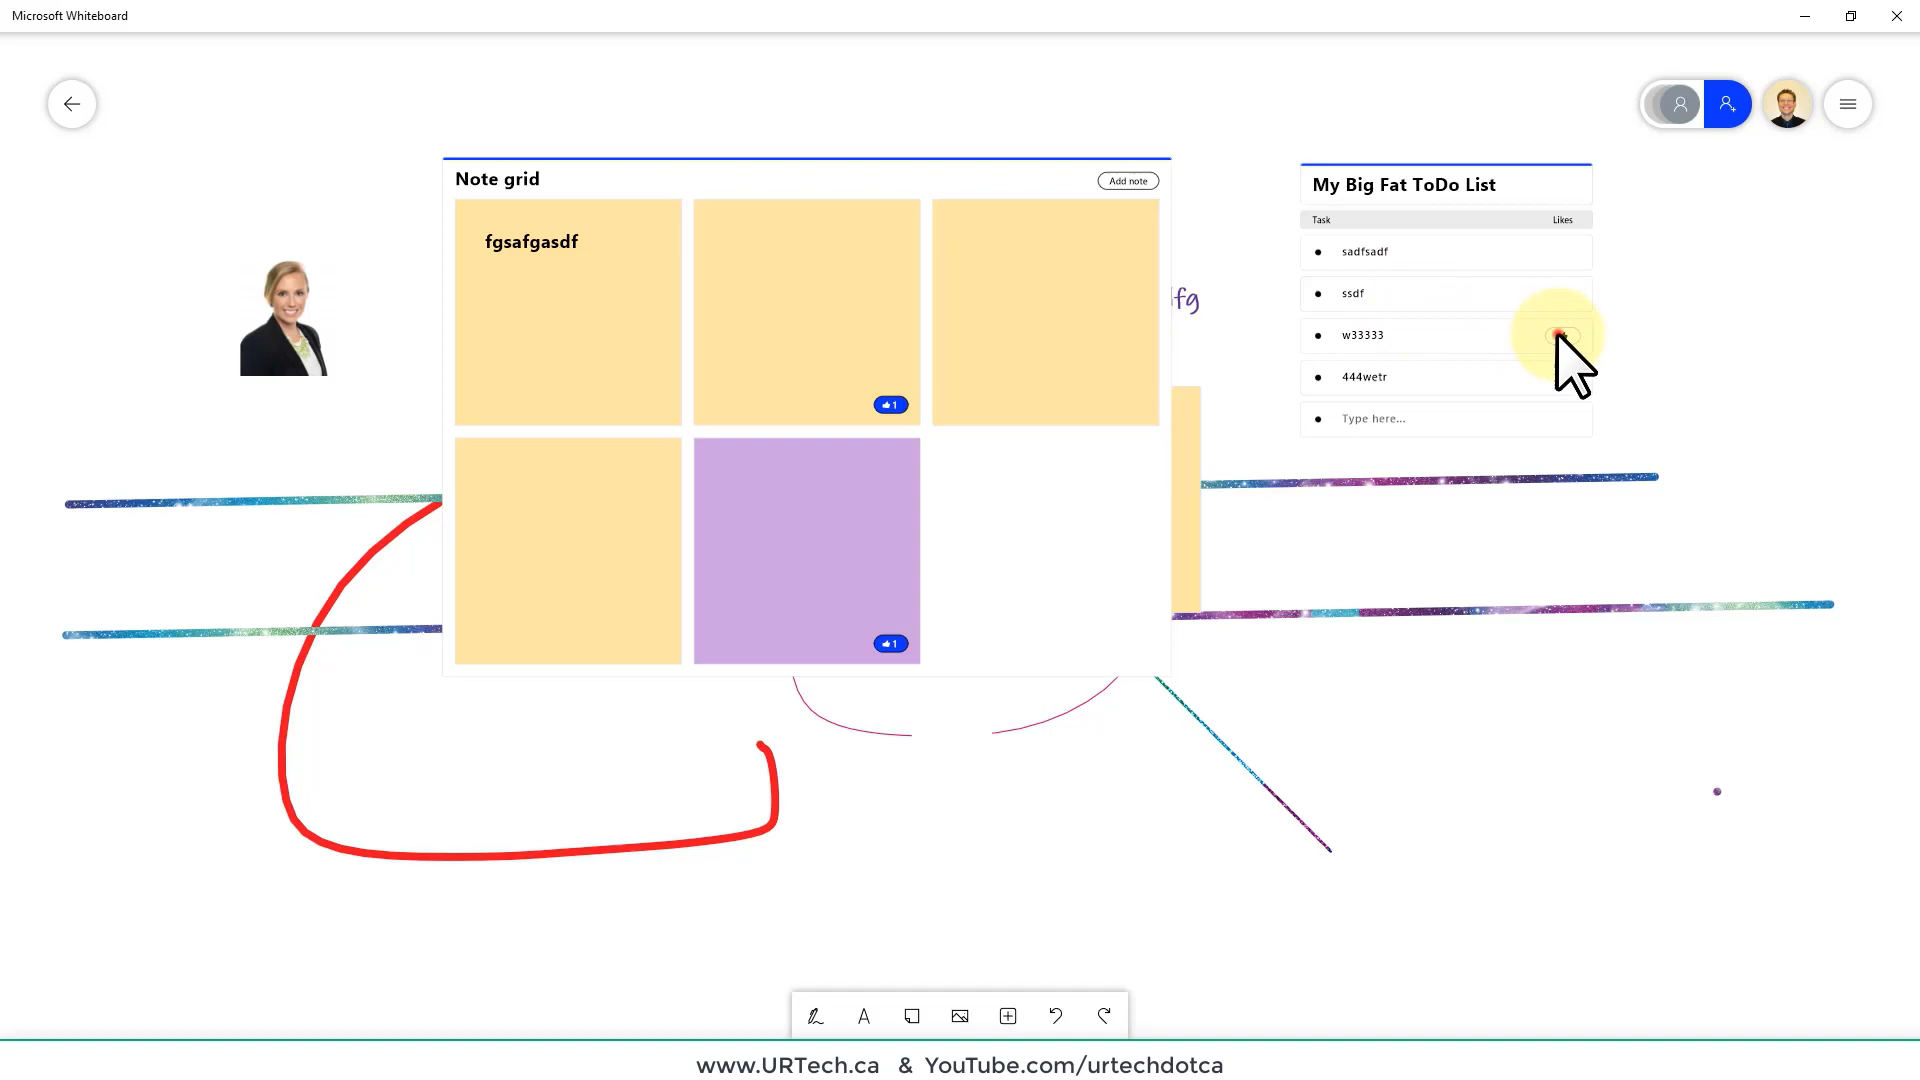 Microsoft Whiteboard
Note grid
Add note
fgsafgasdf
1
1
fg
My Big Fat ToDo List
Task Likes
sadfsadf
ssdf
w33333
444wetr
Type here...
www.URTech.ca & YouTube.com/urtechdotca